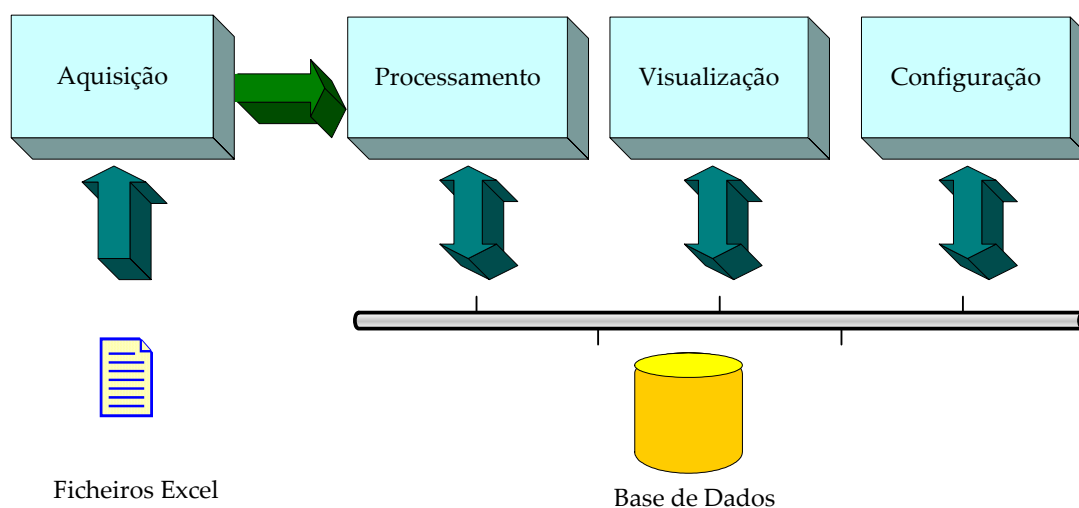 Aquisição
Processamento
Visualização
Configuração
Ficheiros Excel
Base de Dados